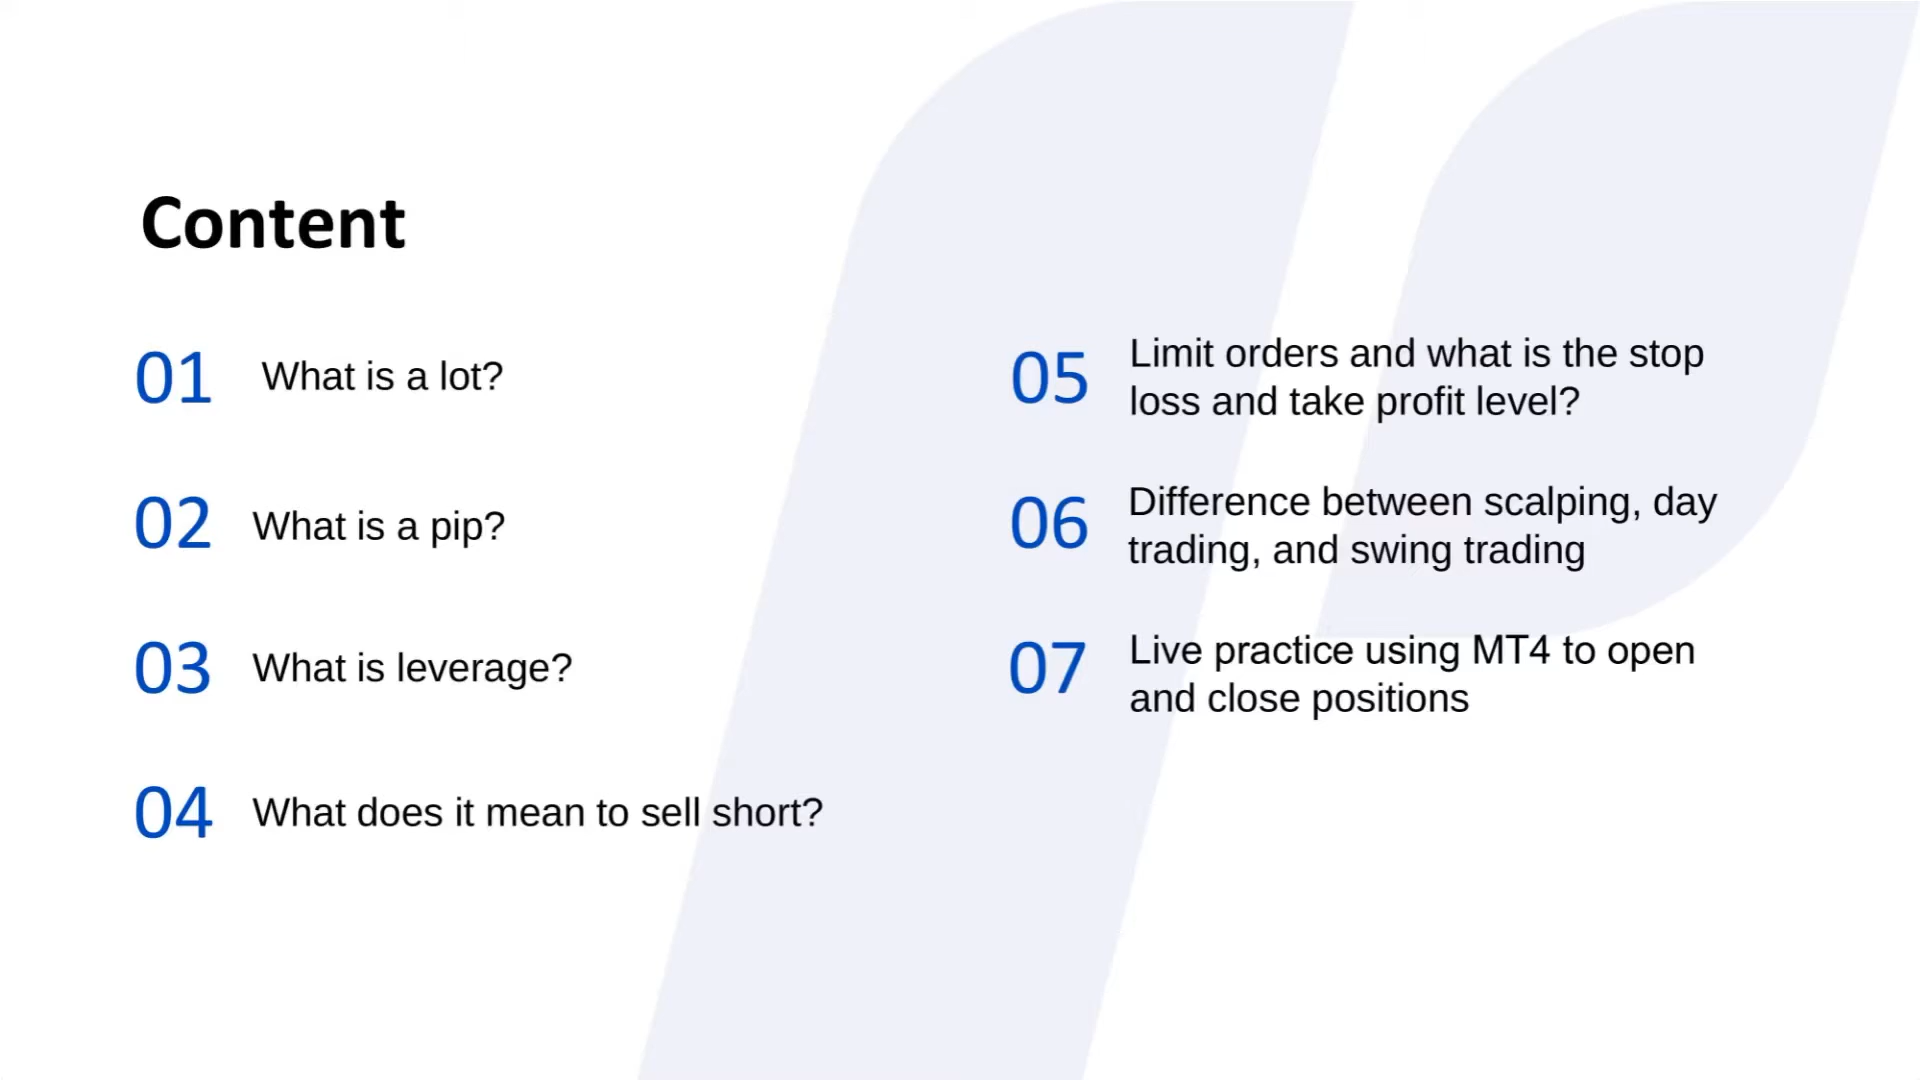 Content
01 What is a lot?
02 What is a pip?
03 What is leverage?
04 What does it mean to sell short?
05 Limit orders and what is the stop
loss and take profit level?
06 Difference between scalping, day
trading, and swing trading
07 Live practice using MT4 to open
and close positions